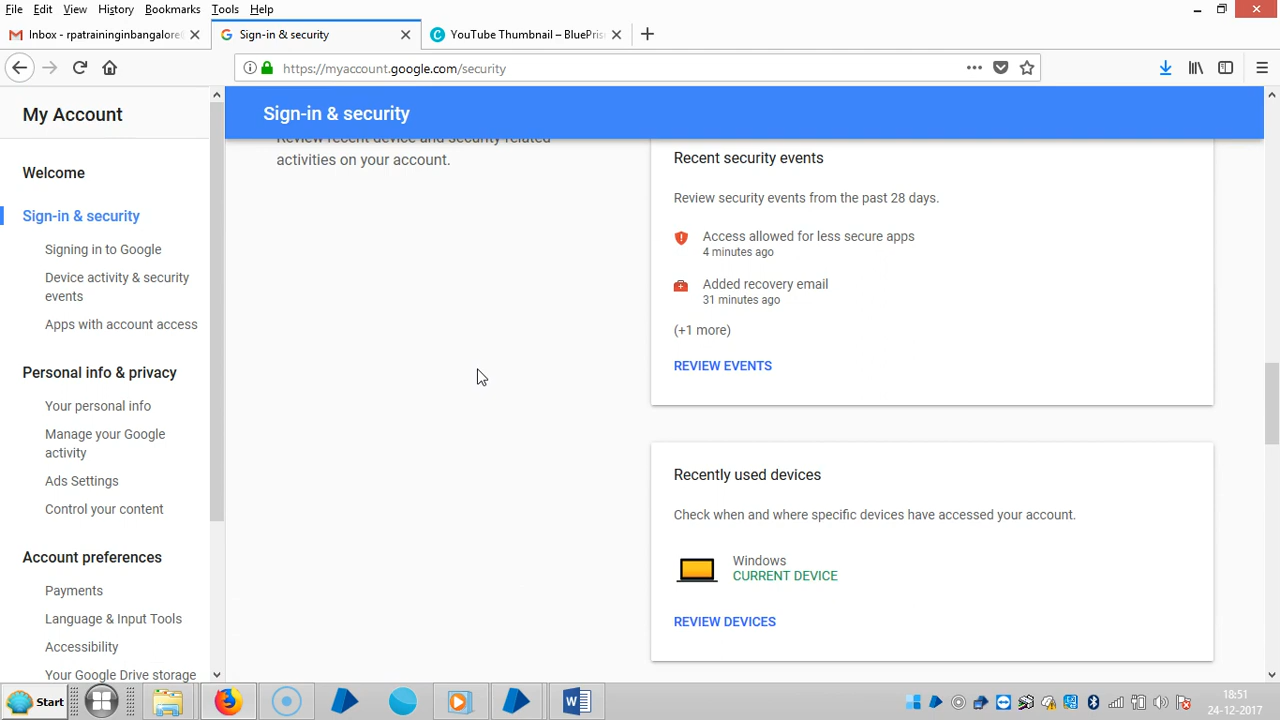 File Edit View History Bookmarks Tools Help
Inbox - rpatraininginbangalore
Sign-in & security
YouTube Thumbnail – BluePris
https://myaccount.google.com/security
My Account
Sign-in & security
Review recent device and security related
activities on your account.
Welcome
Sign-in & security
Signing in to Google
Device activity & security
events
Apps with account access
Personal info & privacy
Your personal info
Manage your Google
activity
Ads Settings
Control your content
Account preferences
Payments
Language & Input Tools
Accessibility
Your Google Drive storage
Recent security events
Review security events from the past 28 days.
Access allowed for less secure apps
4 minutes ago
Added recovery email
31 minutes ago
(+1 more)
REVIEW EVENTS
Recently used devices
Check when and where specific devices have accessed your account.
Windows
CURRENT DEVICE
REVIEW DEVICES
Start
18:51
24-12-2017